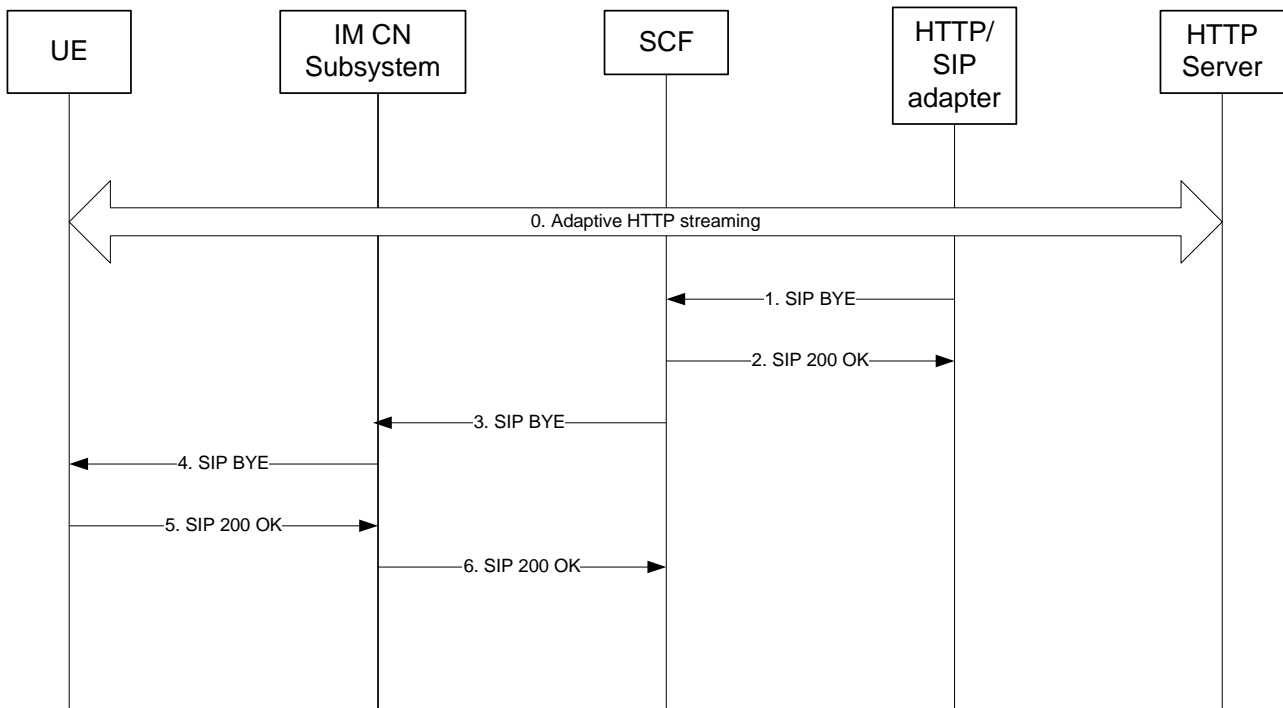 UE
IM CN
Subsystem
SCF
HTTP/
SIP
adapter
HTTP
Server
0. Adaptive HTTP streaming
1. SIP BYE
2. SIP 200 OK
3. SIP BYE
4. SIP BYE
5. SIP 200 OK
6. SIP 200 OK